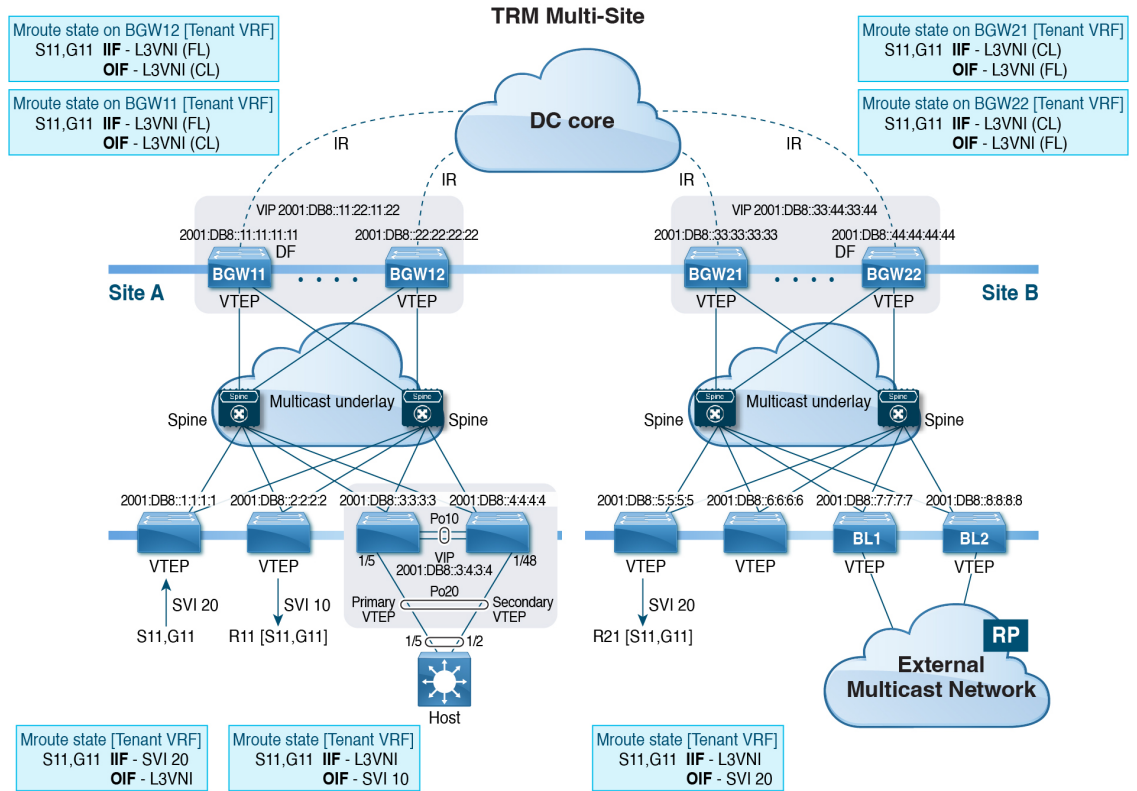 TRM Multi-Site
Mroute state on BGW12 [Tenant VRF]
S11,G11 IIF - L3VNI (FL)
OIF - L3VNI (CL)
Mroute state on BGW11 [Tenant VRF]
S11,G11 IIF - L3VNI (FL)
OIF - L3VNI (CL)
Mroute state on BGW21 [Tenant VRF]
S11,G11 IIF - L3VNI (CL)
OIF - L3VNI (FL)
Mroute state on BGW22 [Tenant VRF]
S11,G11 IIF - L3VNI (CL)
OIF - L3VNI (FL)
DC core
IR
IR
IR
IR
VIP 2001:DB8::11:22:11:22
2001:DB8::11:11:11:11
2001:DB8::22:22:22:22
DF
BGW11
BGW12
VTEP
VTEP
Site A
VIP 2001:DB8::33:44:33:44
2001:DB8::33:33:33:33
2001:DB8::44:44:44:44
DF
BGW21
BGW22
VTEP
VTEP
Site B
Spine
Spine
Multicast underlay
Spine
Spine
Spine
Spine
Multicast underlay
Spine
Spine
2001:DB8::1:1:1:1
2001:DB8::2:2:2:2
2001:DB8::3:3:3:3
2001:DB8::4:4:4:4
Po10
VTEP
VTEP
1/5
VIP
1/48
2001:DB8::3:4:3:4
Po20
Primary
VTEP
Secondary
VTEP
SVI 20
SVI 10
S11,G11
R11 [S11,G11]
1/5
1/2
Host
2001:DB8::5:5:5:5
2001:DB8::6:6:6:6
2001:DB8::7:7:7:7
2001:DB8::8:8:8:8
BL1
BL2
VTEP
VTEP
VTEP
VTEP
SVI 20
R21 [S11,G11]
RP
External
Multicast Network
Mroute state [Tenant VRF]
S11,G11 IIF - SVI 20
OIF - L3VNI
Mroute state [Tenant VRF]
S11,G11 IIF - L3VNI
OIF - SVI 10
Mroute state [Tenant VRF]
S11,G11 IIF - L3VNI
OIF - SVI 20